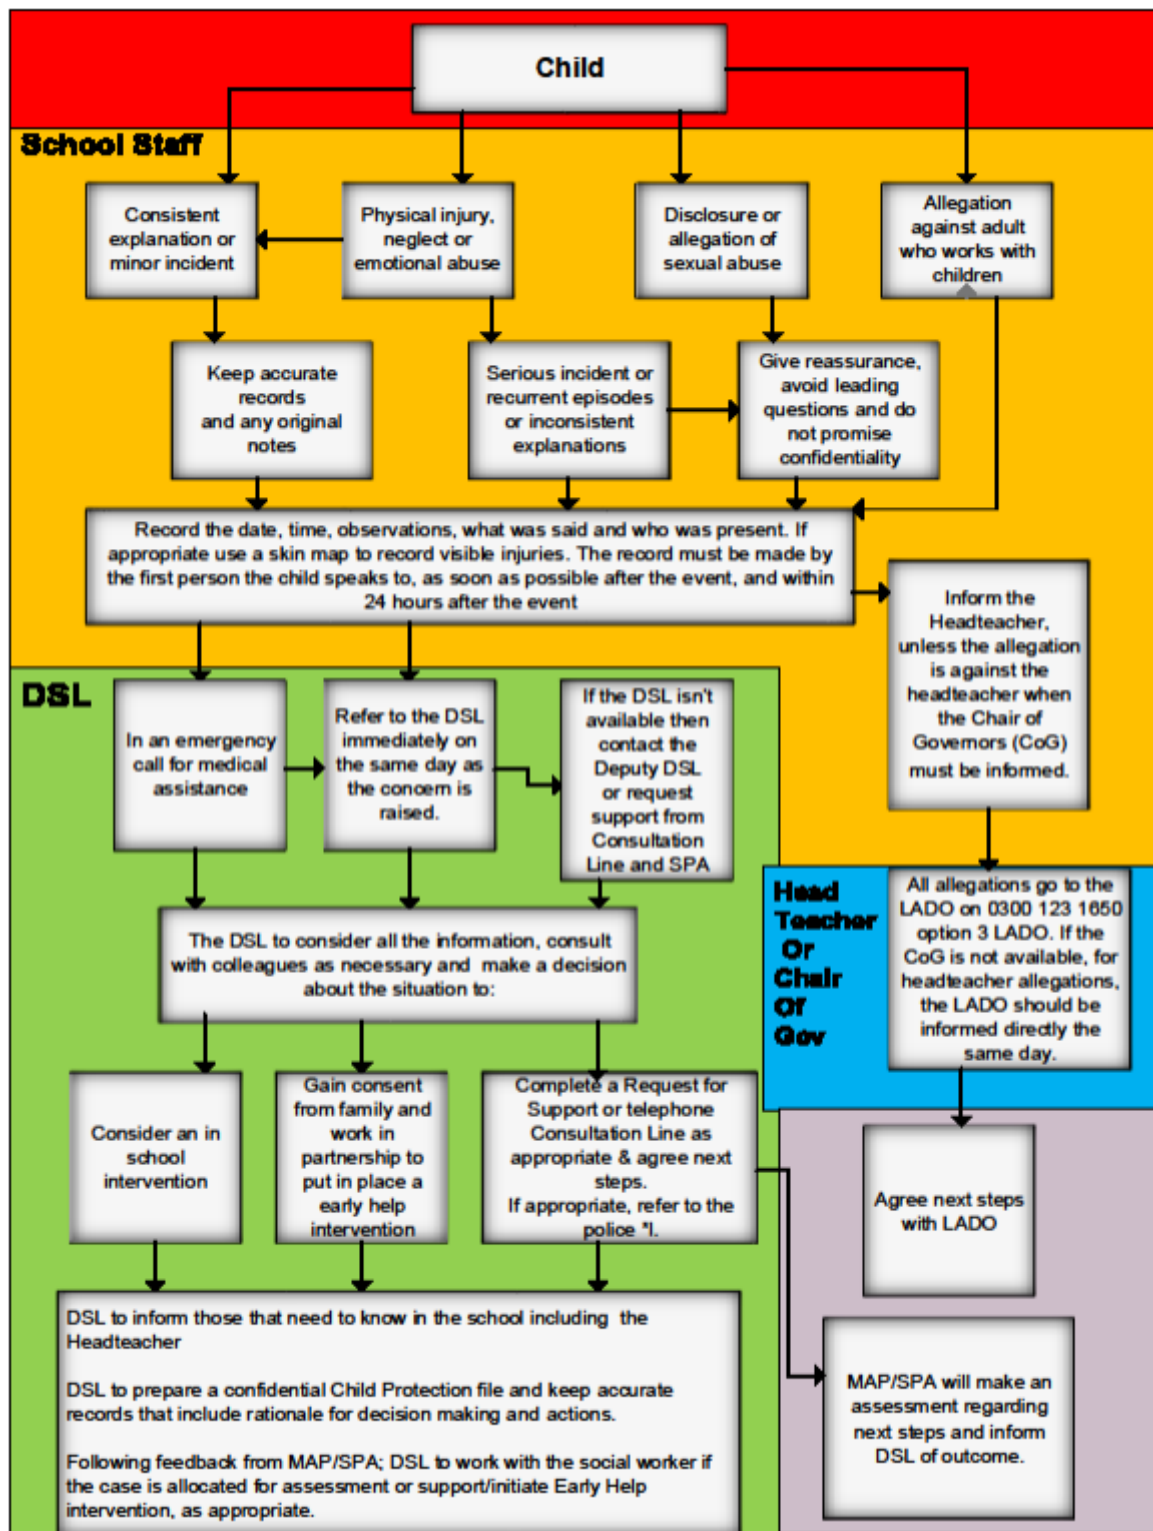 Child
School Staff
Consistent
explanation or
minor incident
Physical injury,
neglect or
emotional abuse
Disclosure or
allegation of
sexual abuse
Allegation
against adult
who works with
children
Keep accurate
records
and any original
notes
Serious incident or
recurrent episodes
or inconsistent
explanations
Give reassurance,
avoid leading
questions and do
not promise
confidentiality
Record the date, time, observations, what was said and who was present. If
appropriate use a skin map to record visible injuries. The record must be made by
the first person the child speaks to, as soon as possible after the event, and within
24 hours after the event
Inform the
Headteacher,
unless the allegation
is against the
headteacher when
the Chair of
Governors (CoG)
must be informed.
DSL
In an emergency
call for medical
assistance
Refer to the DSL
immediately on
the same day as
the concern is
raised.
If the DSL isn't
available then
contact the
Deputy DSL
or request
support from
Consultation
Line and SPA
Head
Teacher
Or
Chair
Of
Gov
All allegations go to the
LADO on 0300 123 1650
option 3 LADO. If the
CoG is not available, for
headteacher allegations,
the LADO should be
informed directly the
same day.
The DSL to consider all the information, consult
with colleagues as necessary and make a decision
about the situation to:
Consider an in
school
intervention
Gain consent
from family and
work in
partnership to
put in place a
early help
intervention
Complete a Request for
Support or telephone
Consultation Line as
appropriate & agree next
steps.
If appropriate, refer to the
police *I.
Agree next steps
with LADO
DSL to inform those that need to know in the school including the
Headteacher
DSL to prepare a confidential Child Protection file and keep accurate
records that include rationale for decision making and actions.
Following feedback from MAP/SPA; DSL to work with the social worker if
the case is allocated for assessment or support/initiate Early Help
intervention, as appropriate.
MAP/SPA will make an
assessment regarding
next steps and inform
DSL of outcome.